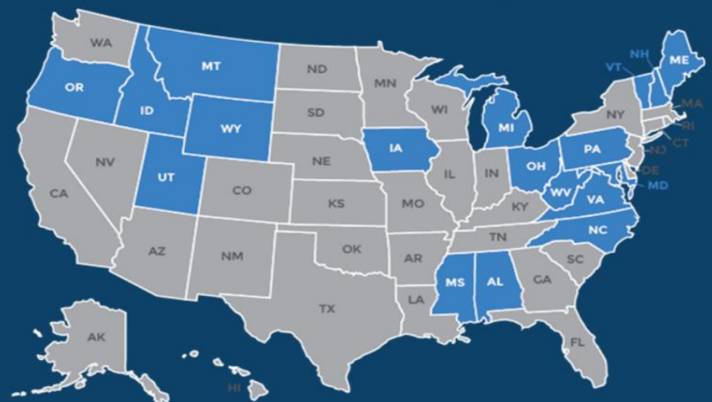 WA
MT
ND
MN
OR
ID
WY
SD
WI
MI
NH
VT
ME
NY
MA
RI
CT
NJ
DE
MD
NV
UT
CO
NE
IA
IL
IN
OH
PA
WV
VA
CA
KS
MO
KY
NC
AZ
NM
OK
AR
TN
SC
TX
LA
MS
AL
GA
FL
AK
HI